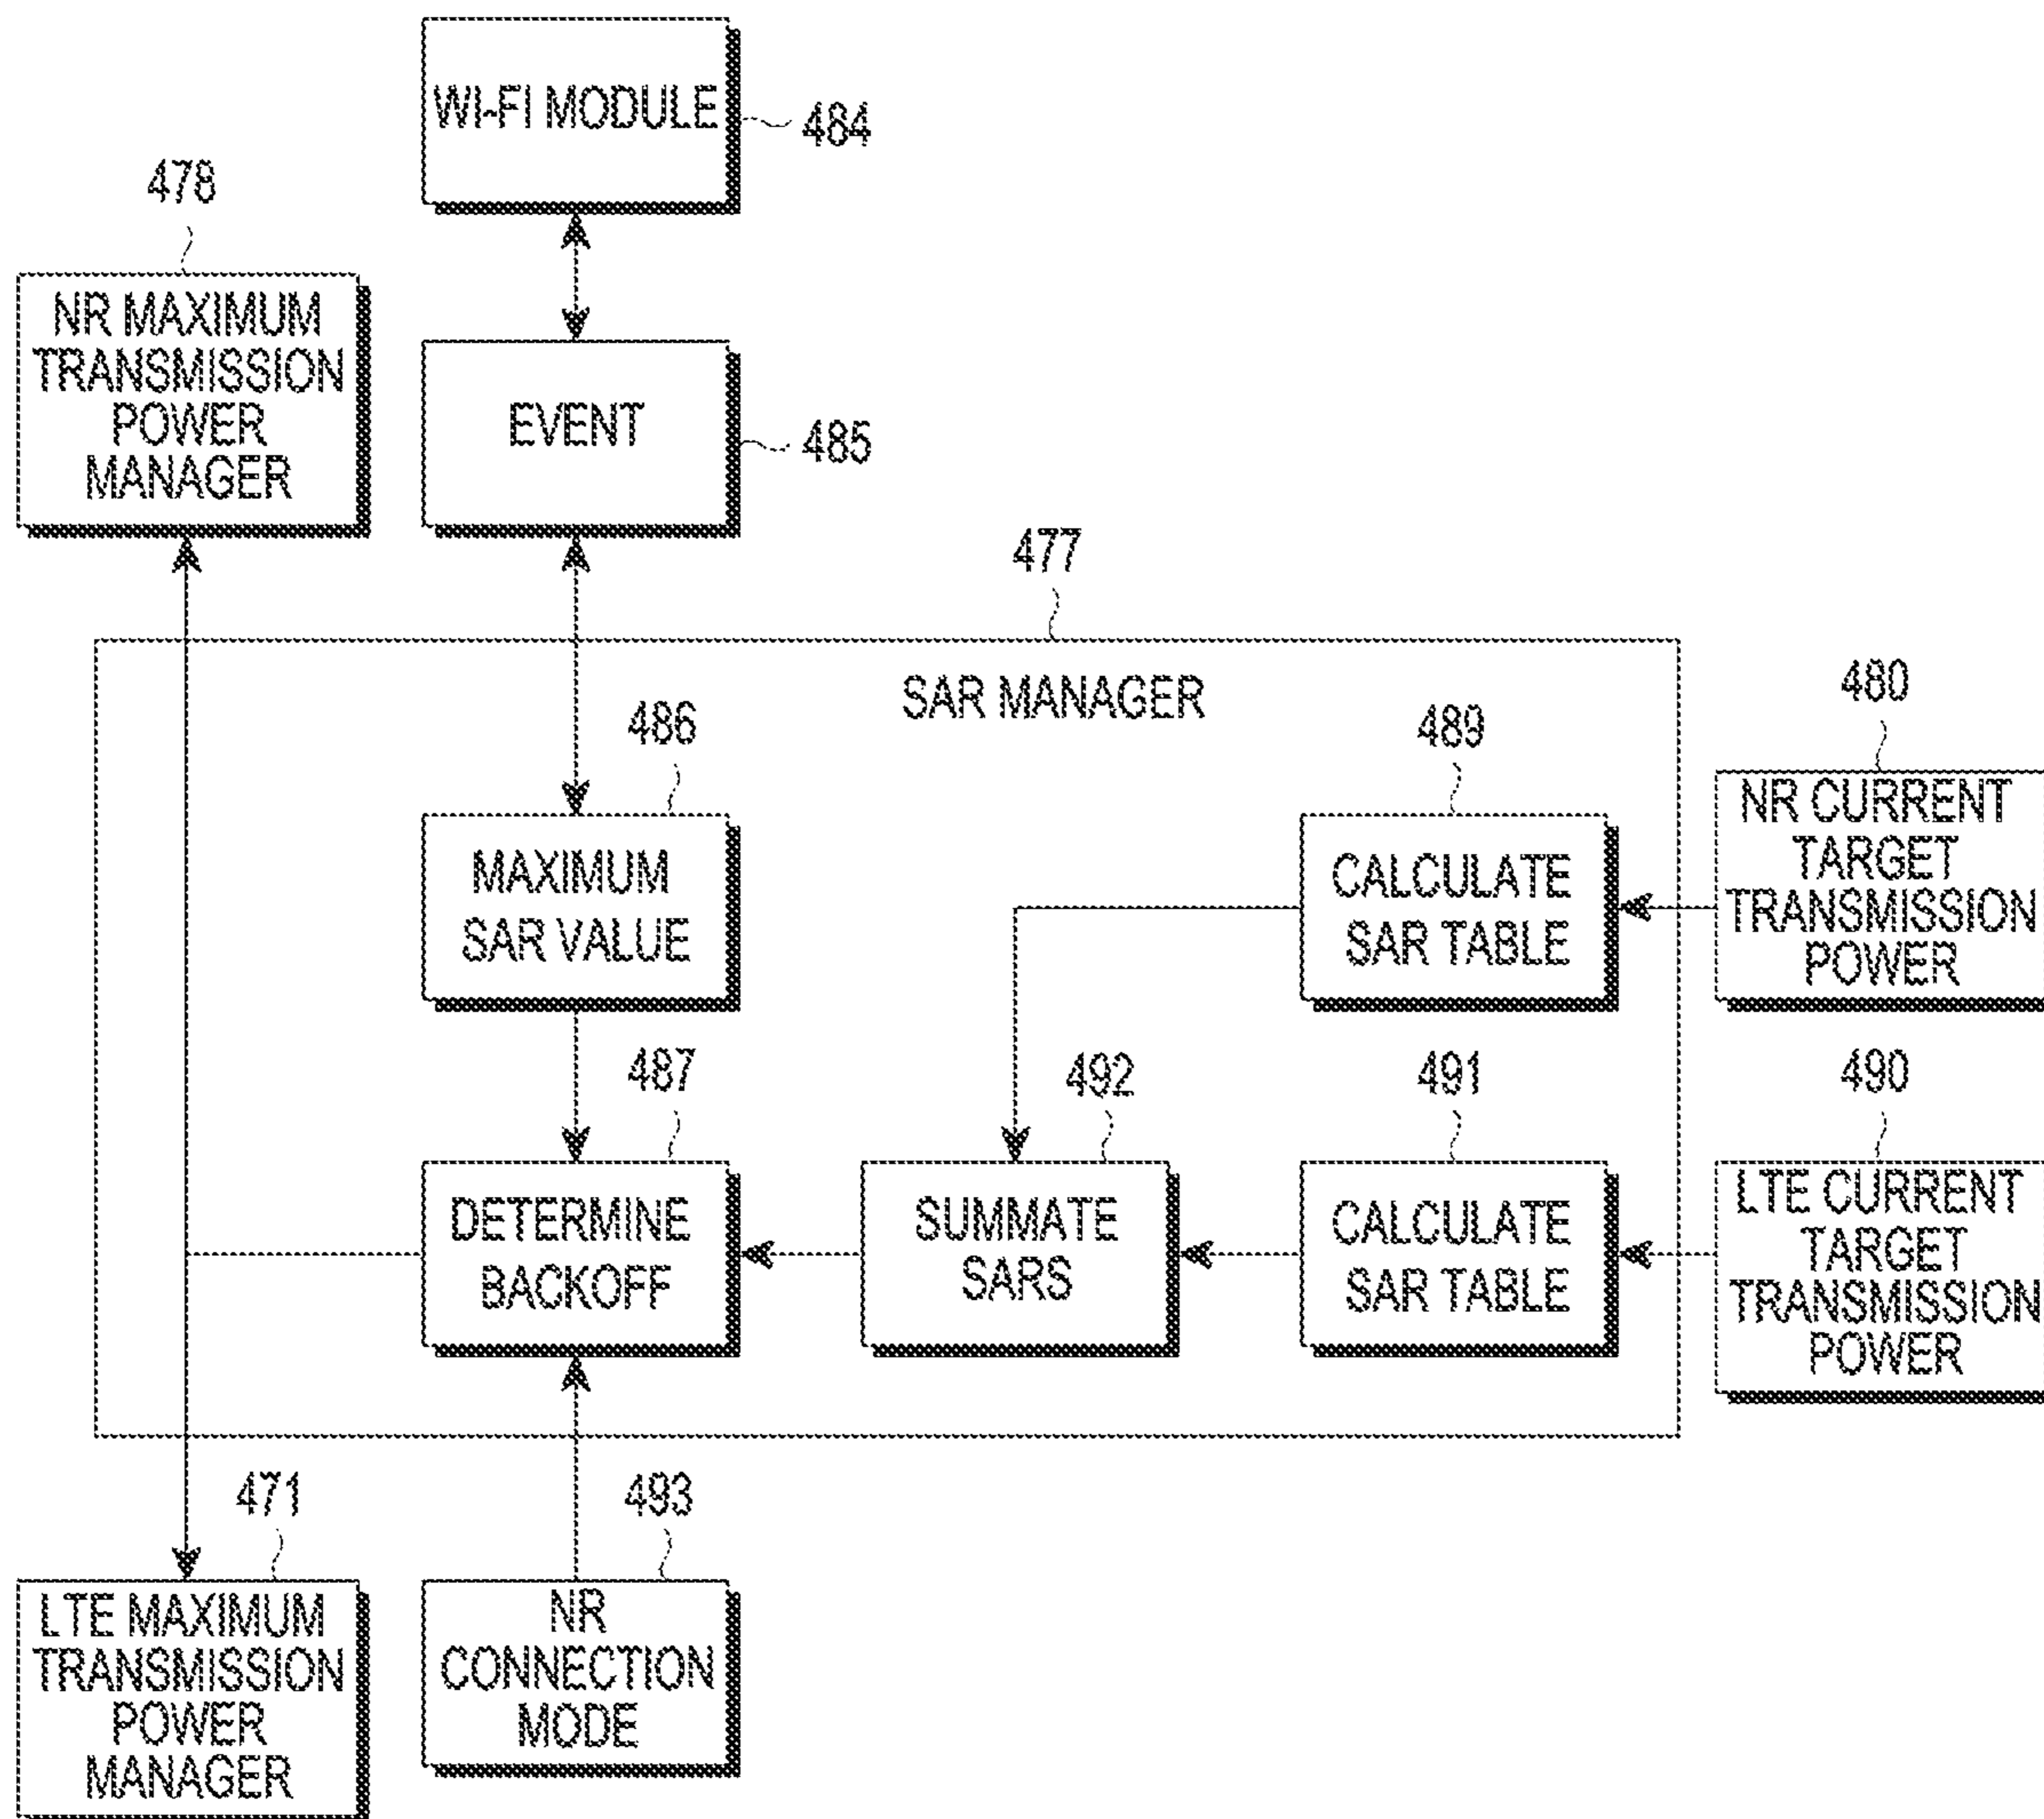 WI-FI MODULE
484
478
NR MAXIMUM
TRANSMISSION
POWER
MANAGER
EVENT
485
477
SAR MANAGER
486
489
480
MAXIMUM
SAR VALUE
CALCULATE
SAR TABLE
NR CURRENT
TARGET
TRANSMISSION
POWER
487
492
491
490
DETERMINE
BACKOFF
SUMMATE
SARS
CALCULATE
SAR TABLE
LTE CURRENT
TARGET
TRANSMISSION
POWER
471
493
LTE MAXIMUM
TRANSMISSION
POWER
MANAGER
NR
CONNECTION
MODE